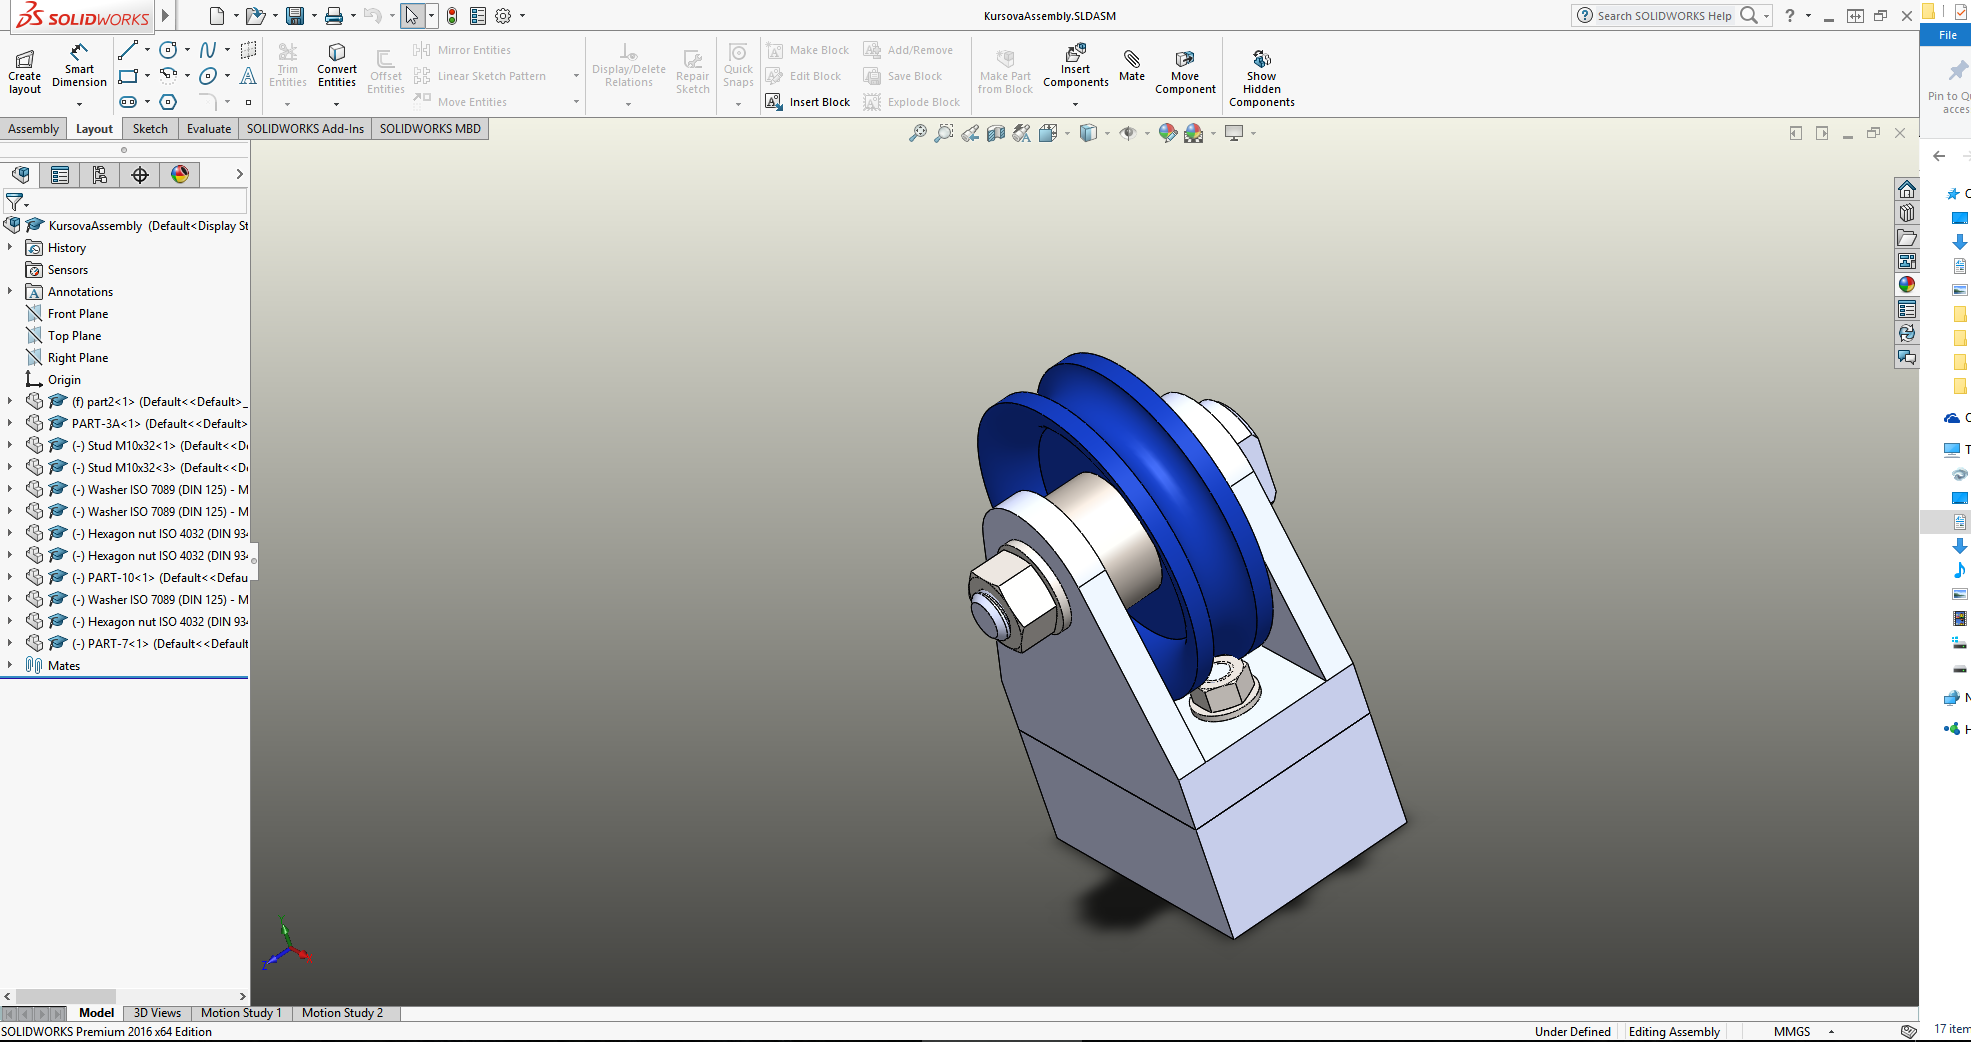 SOLIDWORKS
KursovaAssembly.SLDASM
Search SOLIDWORKS Help
File
Create layout
Smart Dimension
Trim Entities
Convert Entities
Offset Entities
Mirror Entities
Linear Sketch Pattern
Move Entities
Display/Delete Relations
Repair Sketch
Quick Snaps
Make Block
Edit Block
Insert Block
Add/Remove
Save Block
Explode Block
Make Part from Block
Insert Components
Mate
Move Component
Show Hidden Components
Pin to Q
acces
Assembly
Layout
Sketch
Evaluate
SOLIDWORKS Add-Ins
SOLIDWORKS MBD
KursovaAssembly (Default<Display St
History
Sensors
Annotations
Front Plane
Top Plane
Right Plane
Origin
(f) part2<1> (Default<<Default>_
PART-3A<1> (Default<<Default>
(-) Stud M10x32<1> (Default<<D
(-) Stud M10x32<3> (Default<<D
(-) Washer ISO 7089 (DIN 125) - M
(-) Washer ISO 7089 (DIN 125) - M
(-) Hexagon nut ISO 4032 (DIN 934
(-) Hexagon nut ISO 4032 (DIN 934
(-) PART-10<1> (Default<<Defau
(-) Washer ISO 7089 (DIN 125) - M
(-) Hexagon nut ISO 4032 (DIN 934
(-) PART-7<1> (Default<<Default
Mates
Model
3D Views
Motion Study 1
Motion Study 2
SOLIDWORKS Premium 2016 x64 Edition
Under Defined
Editing Assembly
MMGS
17 item